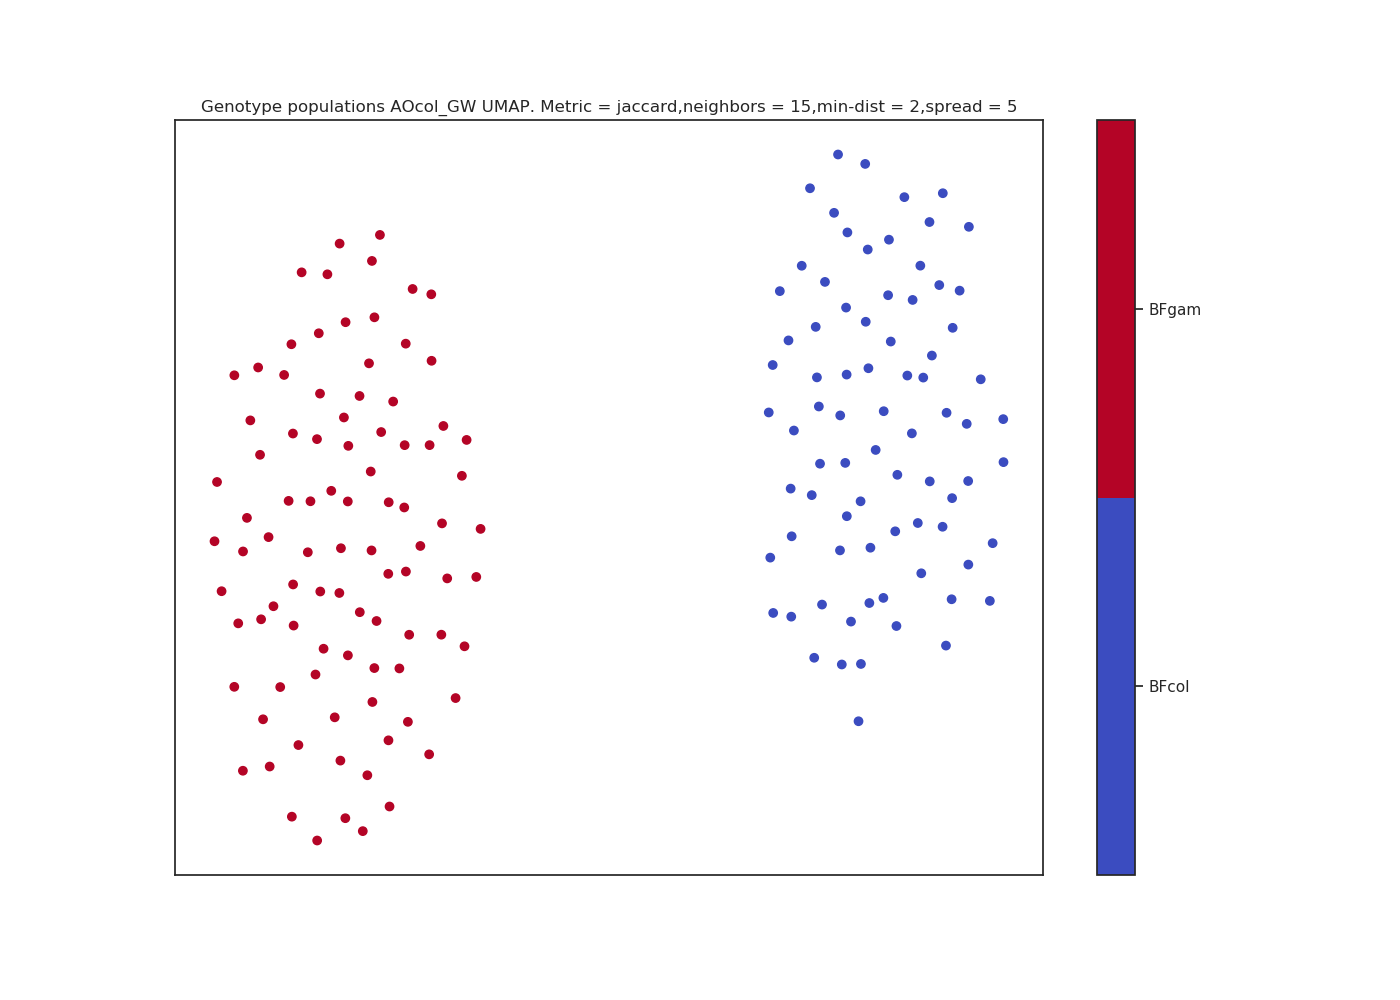 Genotype populations AOcol_GW UMAP. Metric = jaccard,neighbors = 15,min-dist = 2,spread = 5
BFgam
BFcol